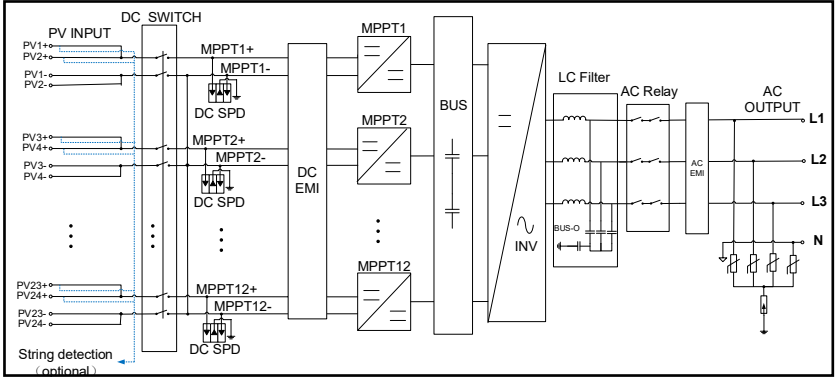 DC SWITCH
PV INPUT
PV1+
PV2+
PV1-
PV2-
MPPT1+
MPPT1-
DC SPD
PV3+
PV4+
PV3-
PV4-
MPPT2+
MPPT2-
DC SPD
PV23+
PV24+
PV23-
PV24-
MPPT12+
MPPT12-
DC SPD
String detection
(optional)
DC
EMI
MPPT1
MPPT2
MPPT12
BUS
INV
LC Filter
BUS-O
AC Relay
AC
EMI
AC
OUTPUT
L1
L2
L3
N